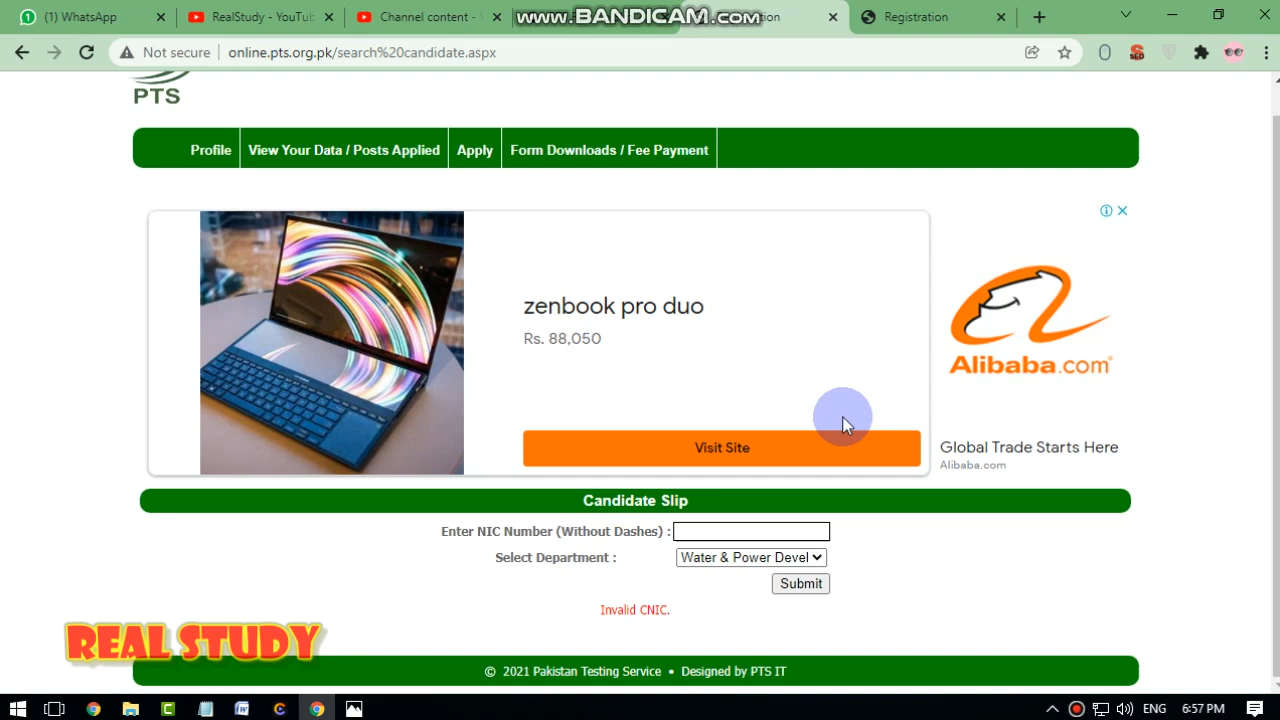 WhatsApp
RealStudy - YouTub
Channel content - Y
www.BANDICAM.com
Registration
Not secure
online.pts.org.pk/search%20candidate.aspx
PTS
Profile
View Your Data / Posts Applied
Apply
Form Downloads / Fee Payment
zenbook pro duo
Rs. 88,050
Visit Site
Alibaba.com
Global Trade Starts Here
Alibaba.com
Candidate Slip
Enter NIC Number (Without Dashes) :
Select Department :
Water & Power Devel
Submit
Invalid CNIC.
REAL STUDY
© 2021 Pakistan Testing Service • Designed by PTS IT
ENG
6:57 PM